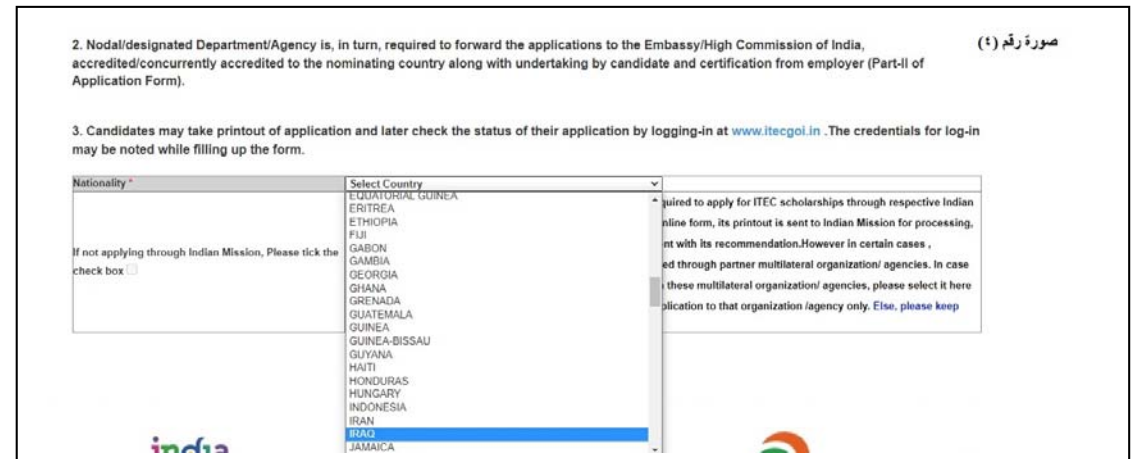 صورة رقم (٤)
2. Nodal/designated Department/Agency is, in turn, required to forward the applications to the Embassy/High Commission of India,
accredited/concurrently accredited to the nominating country along with undertaking by candidate and certification from employer (Part-II of
Application Form).
3. Candidates may take printout of application and later check the status of their application by logging-in at www.itecgoi.in .The credentials for log-in
may be noted while filling up the form.
Nationality *
Select Country
If not applying through Indian Mission, Please tick the
check box
EQUATORIAL GUINEA
ERITREA
ETHIOPIA
FIJI
GABON
GAMBIA
GEORGIA
GHANA
GRENADA
GUATEMALA
GUINEA
GUINEA-BISSAU
GUYANA
HAITI
HONDURAS
HUNGARY
INDONESIA
IRAN
IRAQ
JAMAICA
to apply for ITEC scholarships through respective Indian
form, its printout is sent to Indian Mission for processing,
with its recommendation.However in certain cases ,
through partner multilateral organization/ agencies. In case
these multilateral organization/ agencies, please select it here
to that organization /agency only. Else, please keep
india